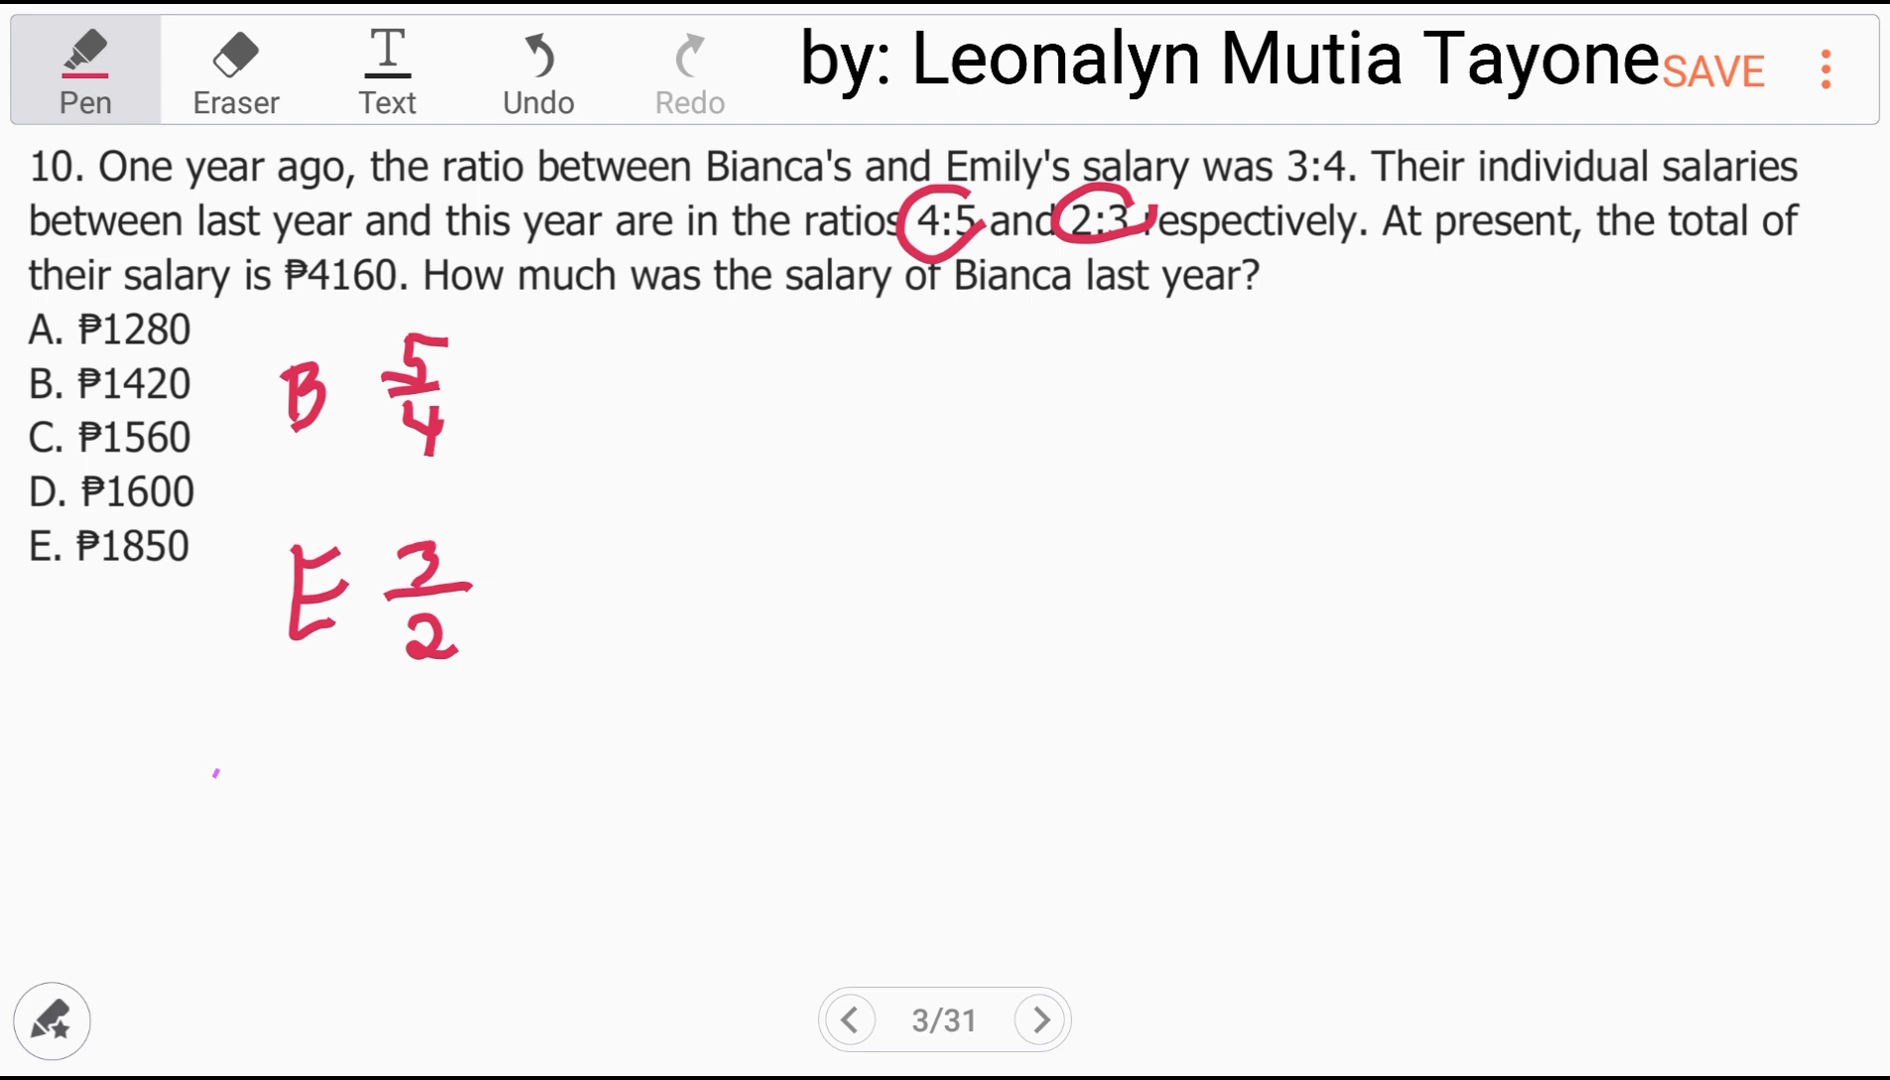 by: Leonalyn Mutia Tayone
SAVE
Pen
Eraser
Text
Undo
Redo
10. One year ago, the ratio between Bianca's and Emily's salary was 3:4. Their individual salaries
between last year and this year are in the ratios 4:5 and 2:3 respectively. At present, the total of
their salary is ₱4160. How much was the salary of Bianca last year?
A. ₱1280
B. ₱1420
C. ₱1560
D. ₱1600
E. ₱1850
B 5/4
E 3/2
3/31